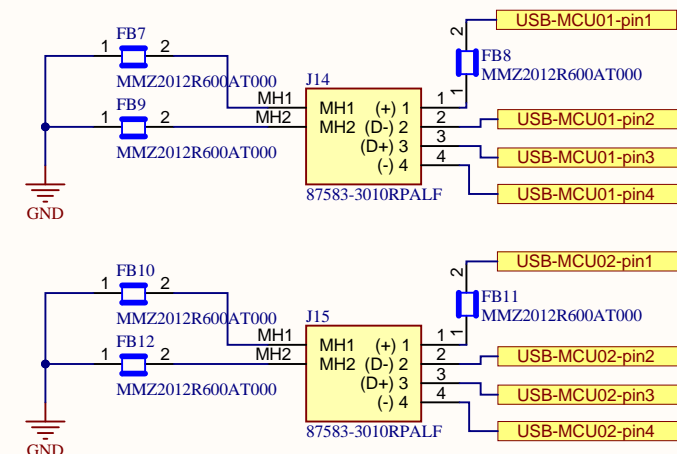 USB-MCU01-pin1
FB7
1 2
MMZ2012R600AT000
2
FB8
MMZ2012R600AT000
1
FB9
1 2
MMZ2012R600AT000
J14
MH1
MH2
MH1 (+) 1
MH2 (D-) 2
(D+) 3
(-) 4
1
2
3
4
87583-3010RPALF
USB-MCU01-pin2
USB-MCU01-pin3
USB-MCU01-pin4
GND
USB-MCU02-pin1
FB10
1 2
MMZ2012R600AT000
2
FB11
MMZ2012R600AT000
1
FB12
1 2
MMZ2012R600AT000
J15
MH1
MH2
MH1 (+) 1
MH2 (D-) 2
(D+) 3
(-) 4
1
2
3
4
87583-3010RPALF
USB-MCU02-pin2
USB-MCU02-pin3
USB-MCU02-pin4
GND